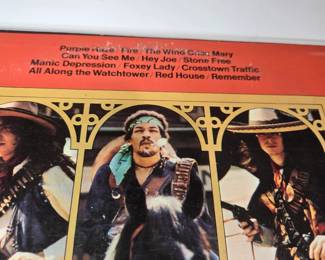 Purple Haze / Fire / The Wind Cries Mary
Can You See Me / Hey Joe / Stone Free
Manic Depression / Foxey Lady / Crosstown Traffic
All Along the Watchtower / Red House / Remember